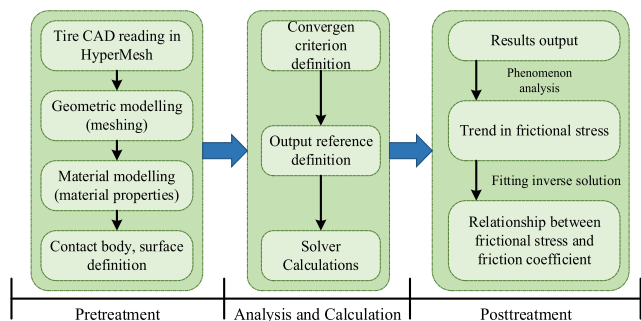 Tire CAD reading in
HyperMesh
Geometric modelling
(meshing)
Material modelling
(material properties)
Contact body, surface
definition
Pretreatment
Convergen
criterion
definition
Output reference
definition
Solver
Calculations
Analysis and Calculation
Results output
Phenomenon
analysis
Trend in frictional stress
Fitting inverse solution
Relationship between
frictional stress and
friction coefficient
Posttreatment